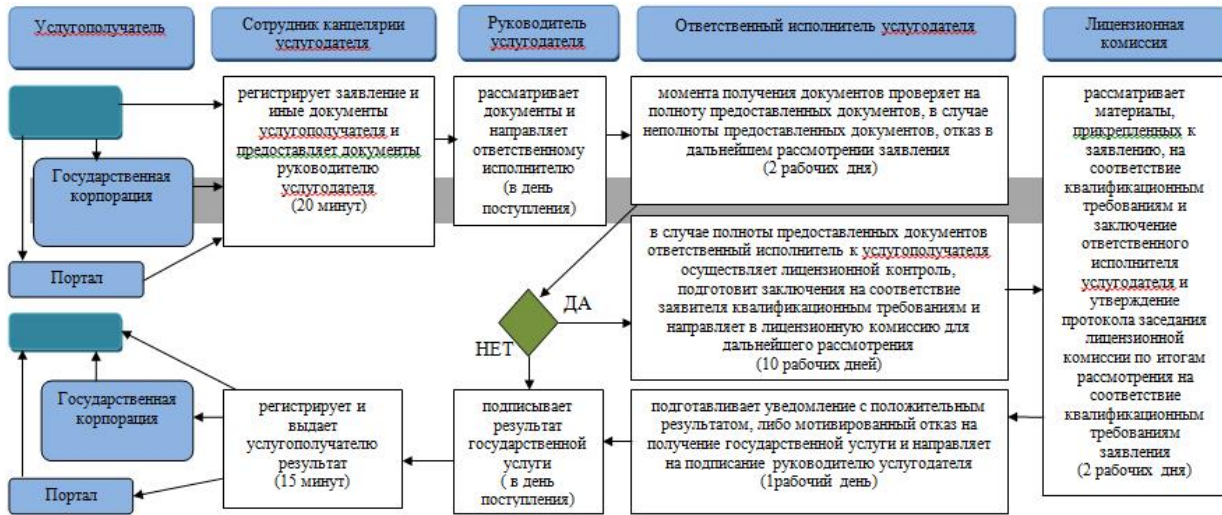 Услугополучатель
Сотрудник канцелярии
услугодателя
Руководитель
услугодателя
Ответственный исполнитель услугодателя
Лицензионная
комиссия
регистрирует заявление и
иные документы
услугополучателя и
предоставляет документы
руководителю
услугодателя
(20 минут)
рассматривает
документы и
направляет
ответственному
исполнителю
(в день
поступления)
момента получения документов проверяет на
полноту предоставленных документов, в случае
неполноты предоставленных документов, отказ в
дальнейшем рассмотрении заявления
(2 рабочих дня)
рассматривает
материалы,
прикрепленных к
заявлению, на
соответствие
квалификационным
требованиям и
заключение
ответственного
исполнителя
услугодателя и
утверждение
протокола заседания
лицензионной
комиссии по итогам
рассмотрения на
соответствие
квалификационным
требованиям
заявления
(2 рабочих дня)
Государственная
корпорация
Портал
в случае полноты предоставленных документов
ответственный исполнитель к услугополучателя
осуществляет лицензионной контроль,
подготовит заключения на соответствие
заявителя квалификационным требованиям и
направляет в лицензионную комиссию для
дальнейшего рассмотрения
(10 рабочих дней)
ДА
НЕТ
Государственная
корпорация
Портал
регистрирует и
выдает
услугополучателю
результат
(15 минут)
подписывает
результат
государственной
услуги
( в день
поступления)
подготавливает уведомление с положительным
результатом, либо мотивированный отказ на
получение государственной услуги и направляет
на подписание руководителю услугодателя
(1рабочий день)